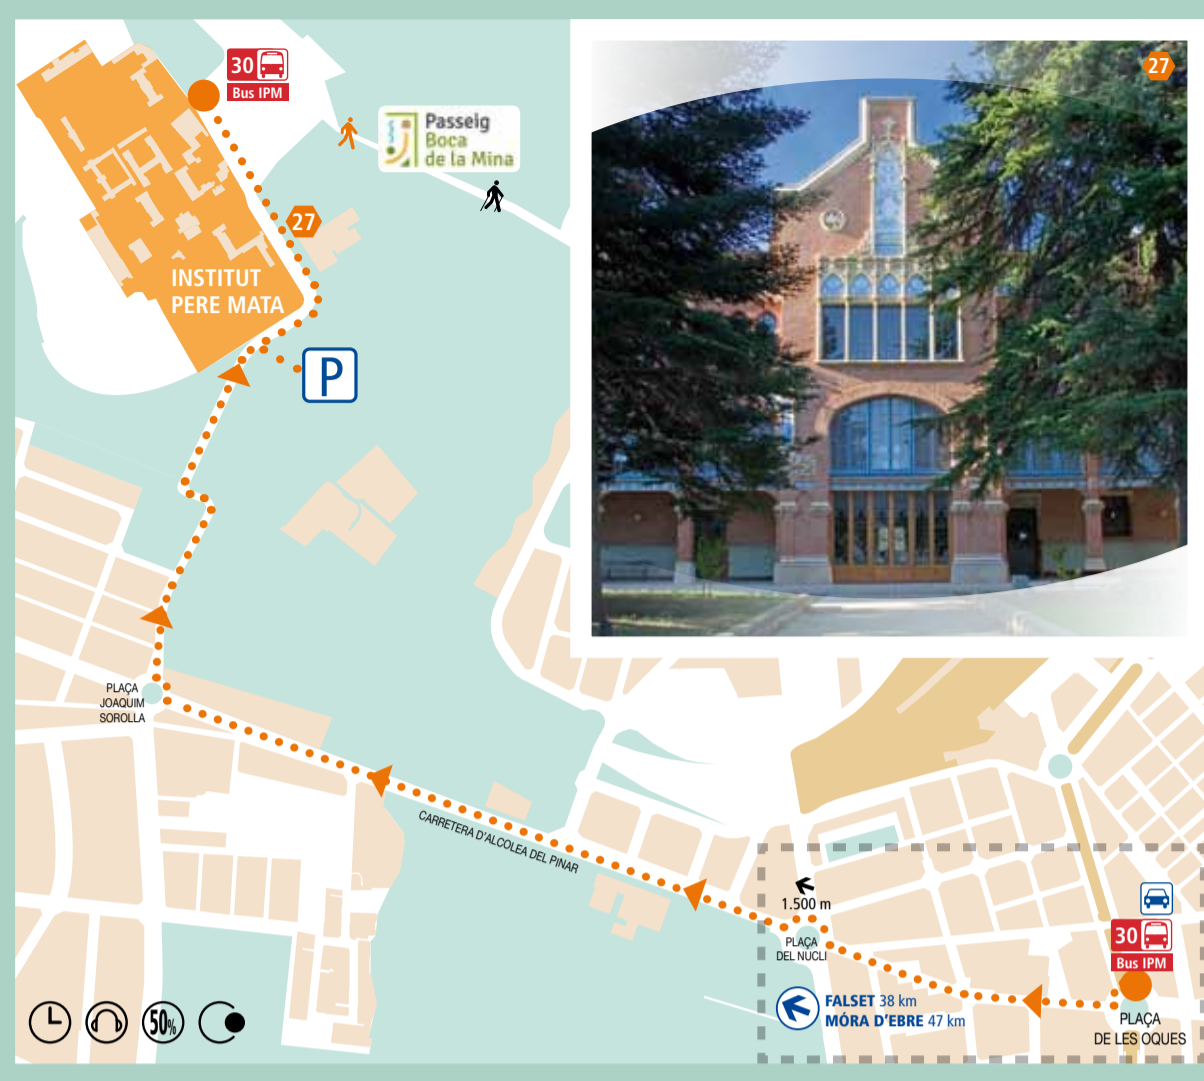 30
Bus IPM
Passeig
Boca
de la Mina
27
27
INSTITUT
PERE MATA
P
PLAÇA
JOAQUIM
SOROLLA
CARRETERA D'ALCOLEA DEL PINAR
1.500 m
PLAÇA
DEL NUCLI
30
Bus IPM
FALSET 38 km
MÓRA D'EBRE 47 km
PLAÇA
DE LES OQUES
50%